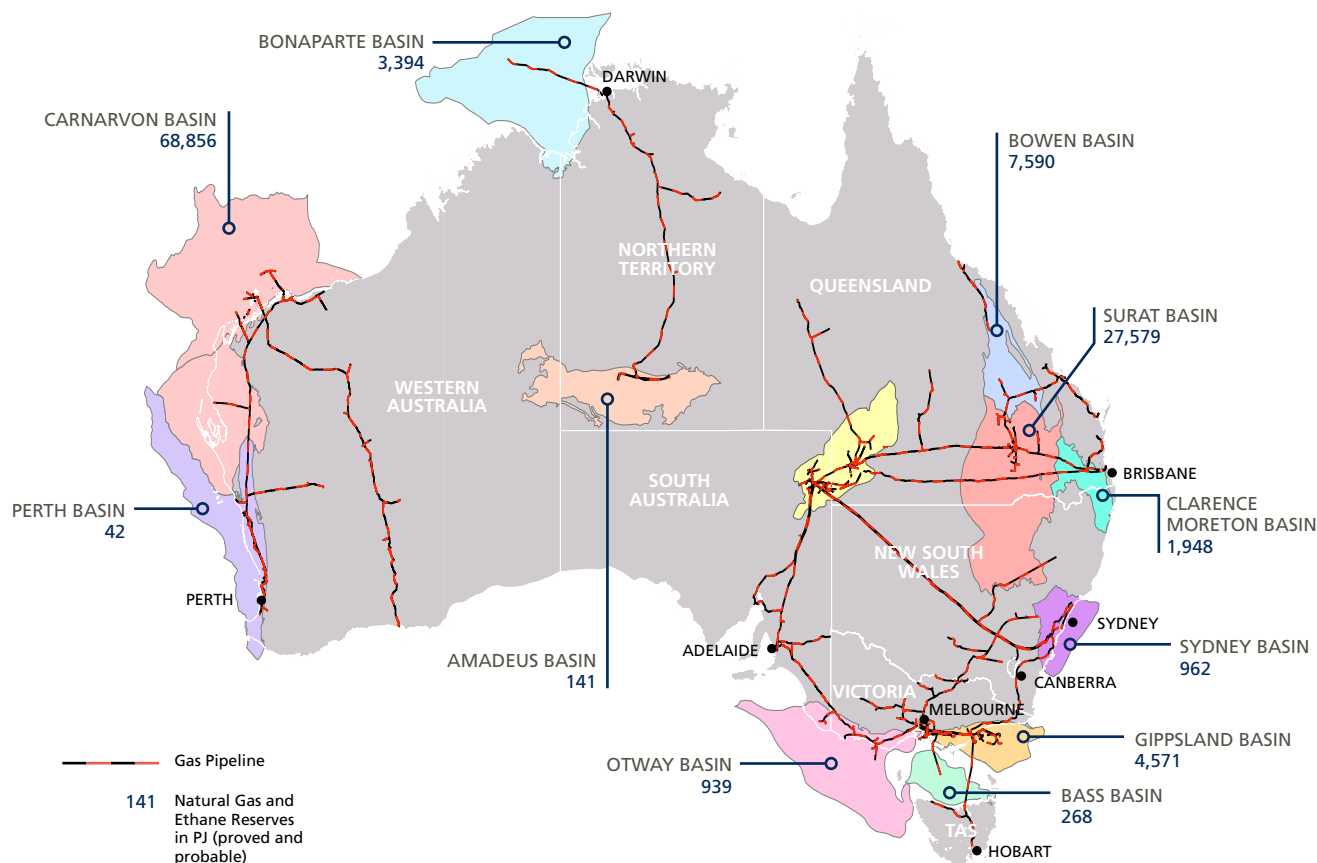 BONAPARTE BASIN
3,394
DARWIN
CARNARVON BASIN
68,856
BOWEN BASIN
7,590
NORTHERN
TERRITORY
QUEENSLAND
SURAT BASIN
27,579
WESTERN
AUSTRALIA
SOUTH
AUSTRALIA
BRISBANE
PERTH BASIN
42
CLARENCE
MORETON BASIN
1,948
NEW SOUTH
WALES
PERTH
SYDNEY
ADELAIDE
SYDNEY BASIN
962
AMADEUS BASIN
141
CANBERRA
VICTORIA
MELBOURNE
GIPPSLAND BASIN
4,571
OTWAY BASIN
939
BASS BASIN
268
TAS
HOBART
Gas Pipeline
141 Natural Gas and
Ethane Reserves
in PJ (proved and
probable)